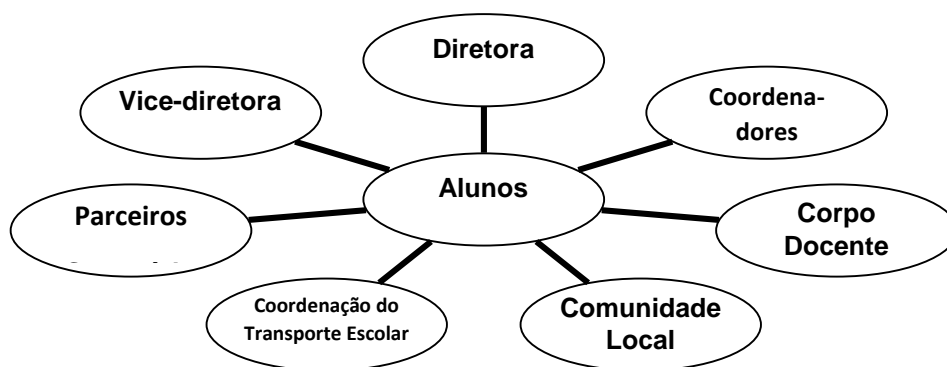 Diretora
Vice-diretora
Coordena-
dores
Alunos
Parceiros
Corpo
Docente
Coordenação do
Transporte Escolar
Comunidade
Local